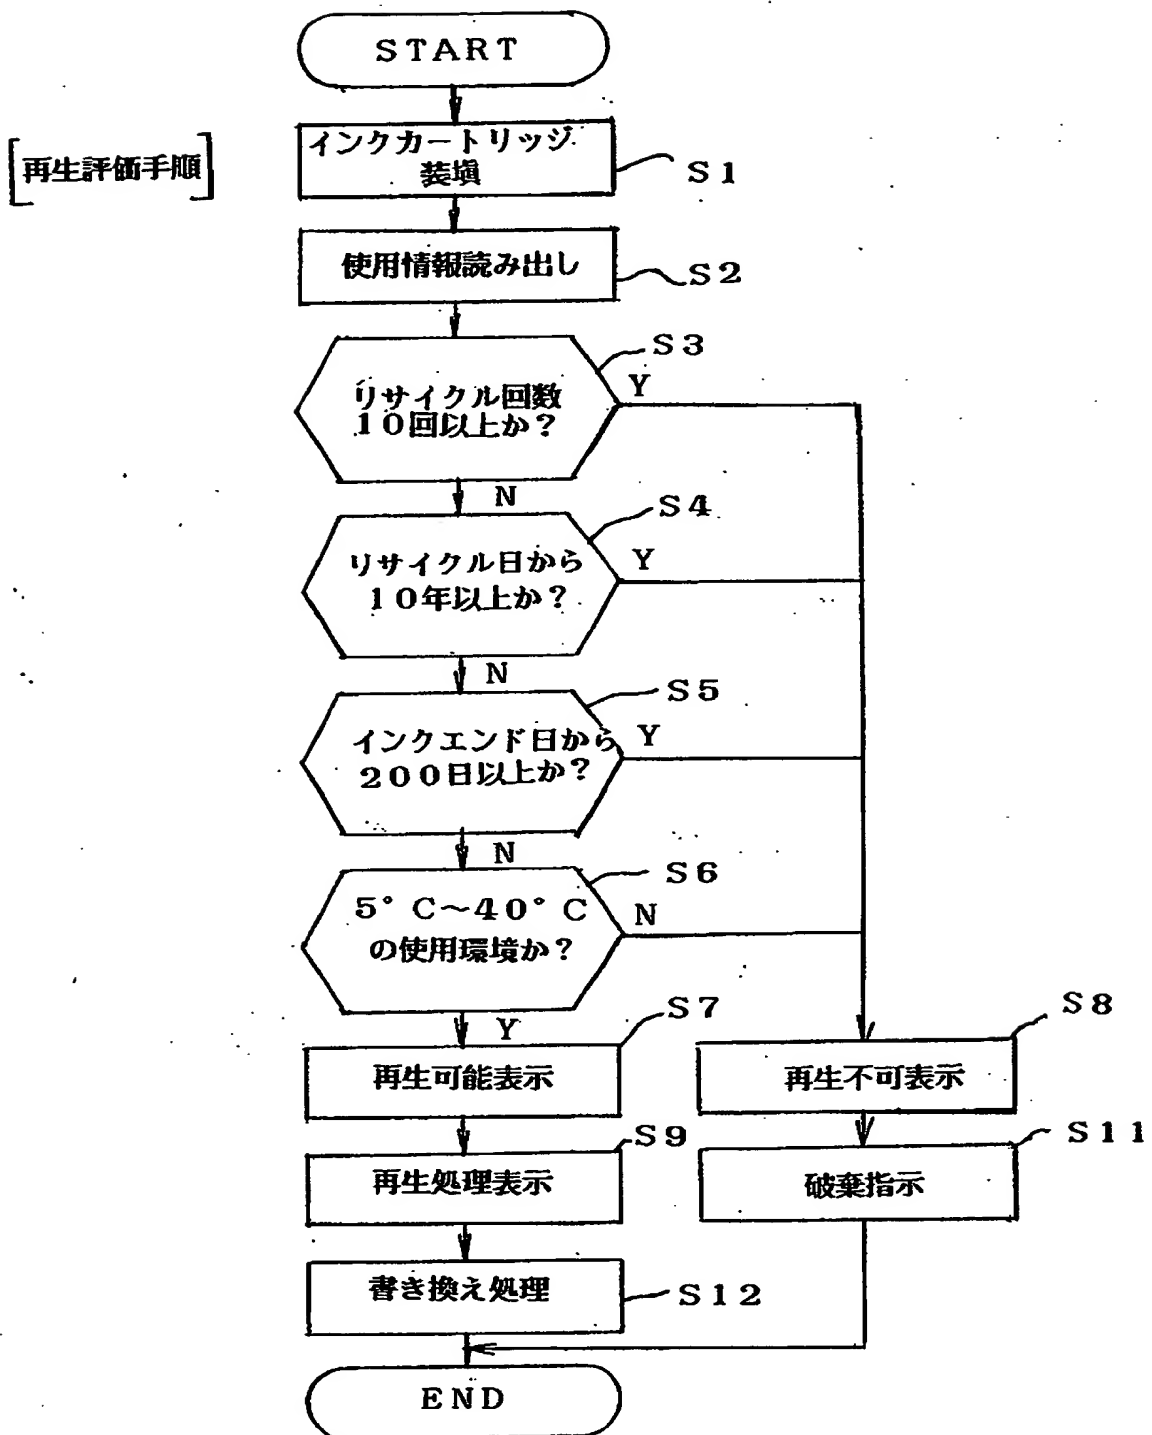 START
[再生評価手順]
インクカートリッジ
装塡
S1
使用情報読み出し
S2
S3
リサイクル回数
10回以上か?
Y
N
S4
リサイクル日から
10年以上か?
Y
N
S5
インクエンド日から
200日以上か?
Y
N
S6
5°C~40°C
の使用環境か?
N
Y
S7
再生可能表示
S8
再生不可表示
S9
再生処理表示
S11
破棄指示
書き換え処理
S12
END